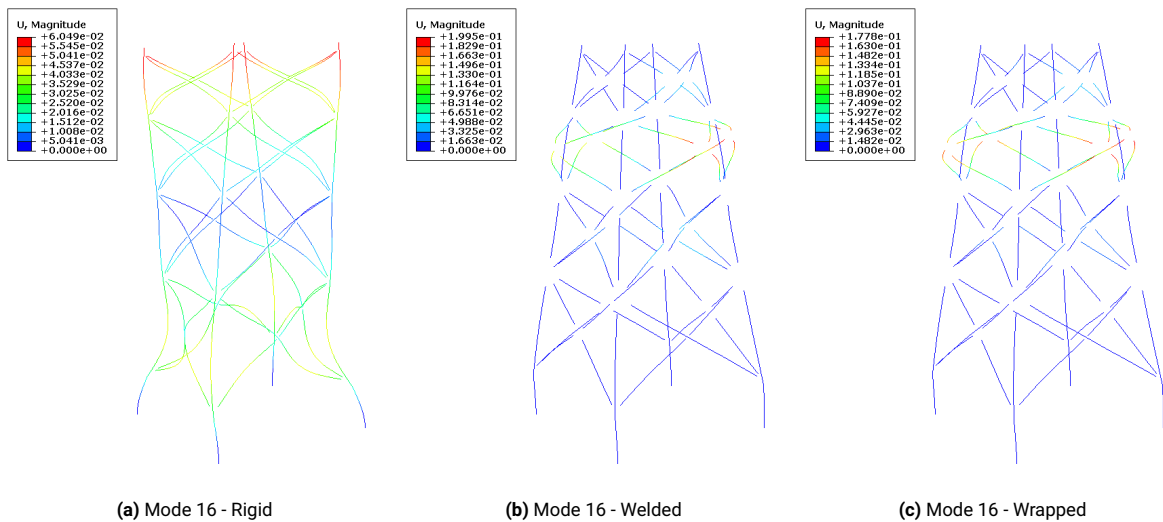 U, Magnitude
+6.049e-02
+5.545e-02
+5.041e-02
+4.537e-02
+4.033e-02
+3.529e-02
+3.025e-02
+2.520e-02
+2.016e-02
+1.512e-02
+1.008e-02
+5.041e-03
+0.000e+00
U, Magnitude
+1.995e-01
+1.829e-01
+1.663e-01
+1.496e-01
+1.330e-01
+1.164e-01
+9.976e-02
+8.314e-02
+6.651e-02
+4.988e-02
+3.325e-02
+1.663e-02
+0.000e+00
U, Magnitude
+1.778e-01
+1.630e-01
+1.482e-01
+1.334e-01
+1.185e-01
+1.037e-01
+8.890e-02
+7.409e-02
+5.927e-02
+4.445e-02
+2.963e-02
+1.482e-02
+0.000e+00
(a) Mode 16 - Rigid
(b) Mode 16 - Welded
(c) Mode 16 - Wrapped